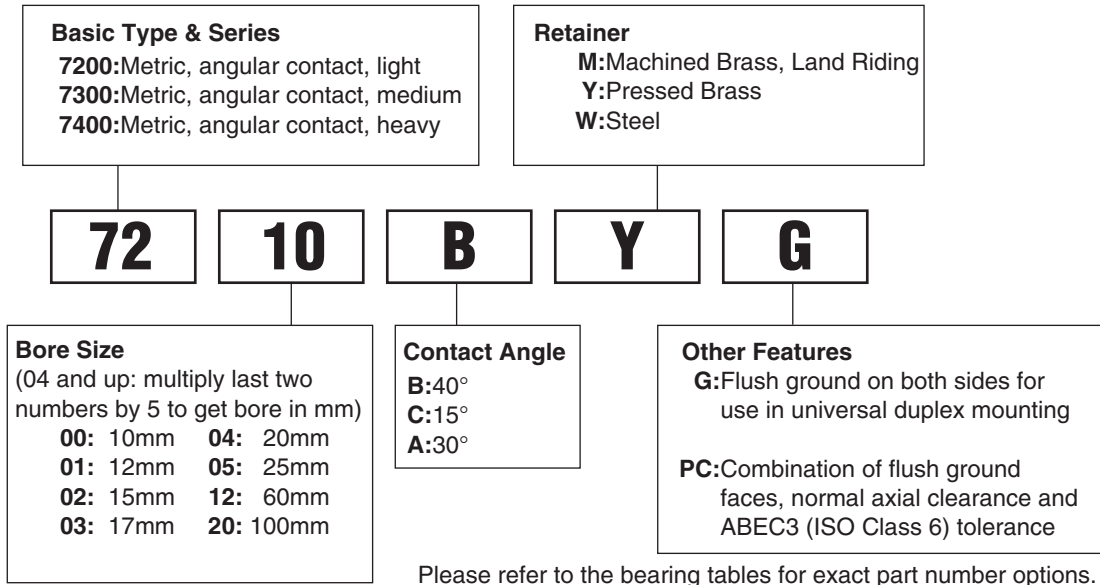 Basic Type & Series
7200:Metric, angular contact, light
7300:Metric, angular contact, medium
7400:Metric, angular contact, heavy
Retainer
M:Machined Brass, Land Riding
Y:Pressed Brass
W:Steel
72 10 B Y G
Bore Size
(04 and up: multiply last two
numbers by 5 to get bore in mm)
00: 10mm 04: 20mm
01: 12mm 05: 25mm
02: 15mm 12: 60mm
03: 17mm 20: 100mm
Contact Angle
B:40°
C:15°
A:30°
Other Features
G:Flush ground on both sides for
use in universal duplex mounting
PC:Combination of flush ground
faces, normal axial clearance and
ABEC3 (ISO Class 6) tolerance
Please refer to the bearing tables for exact part number options.